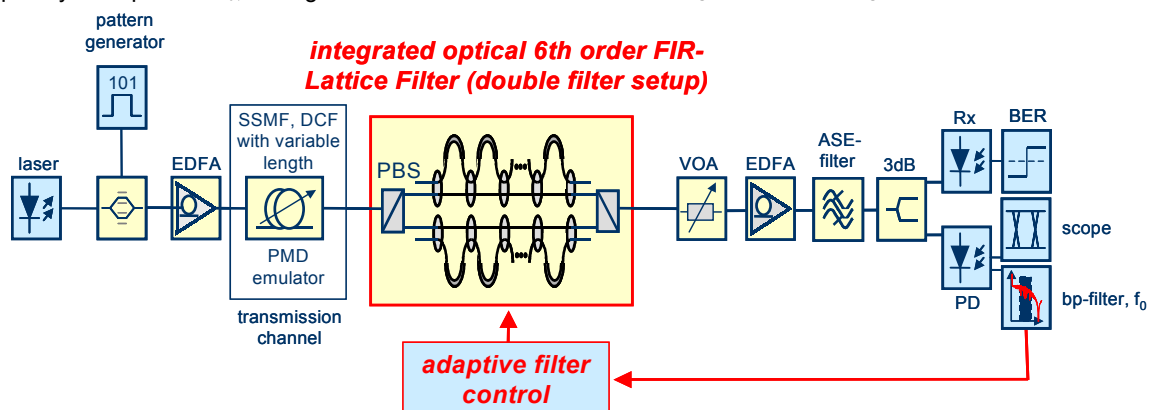 pattern
generator
integrated optical 6th order FIR-
Lattice Filter (double filter setup)
101
SSMF, DCF
with variable
length
laser
EDFA
PBS
VOA
EDFA
ASE-
filter
3dB
Rx
BER
PMD
emulator
scope
transmission
channel
PD
bp-filter, f0
adaptive filter
control